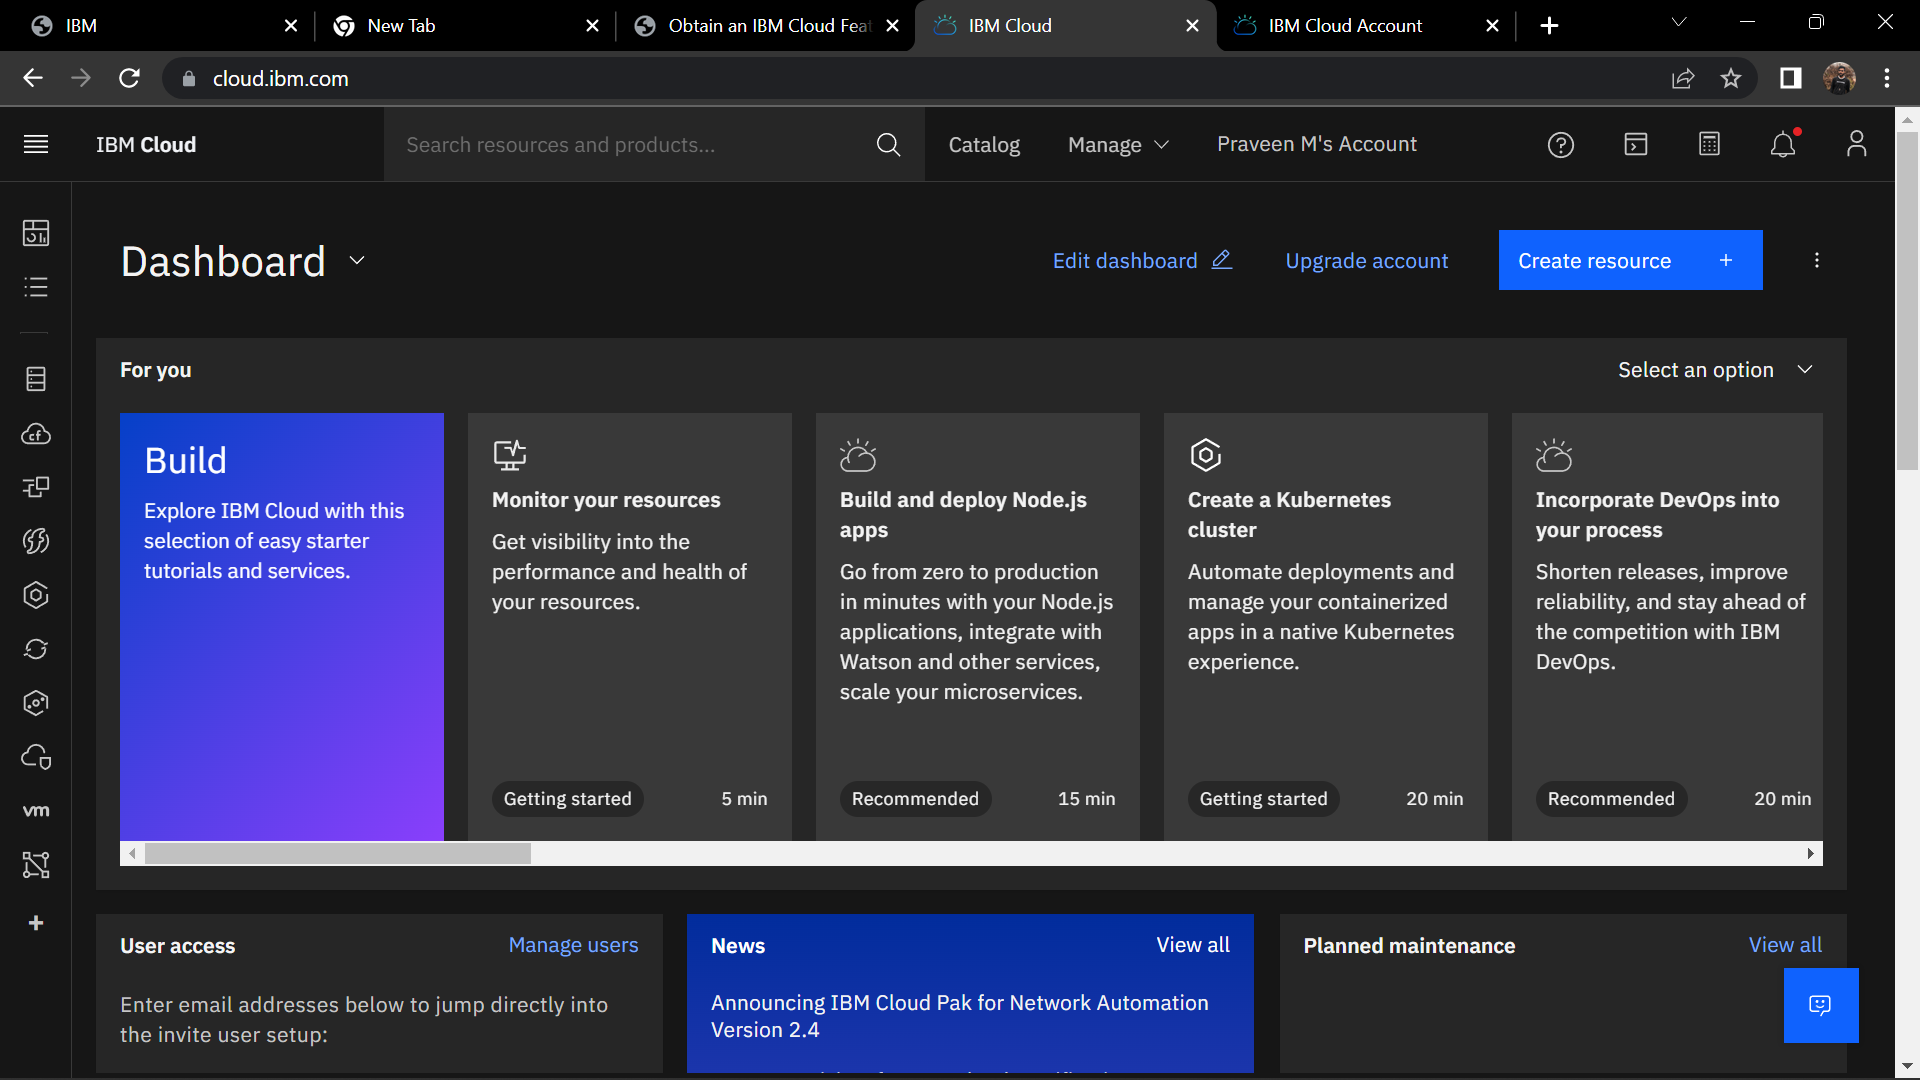 IBM
New Tab
Obtain an IBM Cloud Fea
IBM Cloud
IBM Cloud Account
cloud.ibm.com
IBM Cloud
Search resources and products...
Catalog
Manage
Praveen M's Account
Dashboard
Edit dashboard
Upgrade account
Create resource +
For you
Select an option
Build
Explore IBM Cloud with this
selection of easy starter
tutorials and services.
Monitor your resources
Get visibility into the
performance and health of
your resources.
Getting started
5 min
Build and deploy Node.js
apps
Go from zero to production
in minutes with your Node.js
applications, integrate with
Watson and other services,
scale your microservices.
Recommended
15 min
Create a Kubernetes
cluster
Automate deployments and
manage your containerized
apps in a native Kubernetes
experience.
Getting started
20 min
Incorporate DevOps into
your process
Shorten releases, improve
reliability, and stay ahead of
the competition with IBM
DevOps.
Recommended
20 min
cf
vm
User access
Manage users
Enter email addresses below to jump directly into
the invite user setup:
News
View all
Announcing IBM Cloud Pak for Network Automation
Version 2.4
Planned maintenance
View all